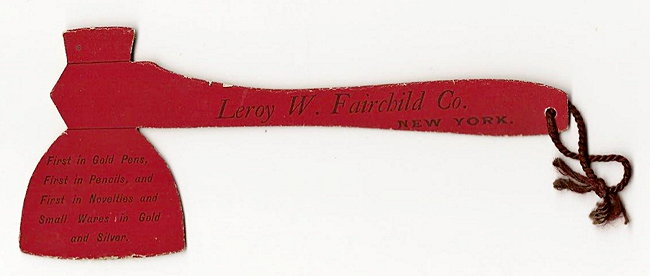 Leroy W. Fairchild Co.
NEW YORK.
First in Gold Pens,
First in Pencils, and
First in Novelties and
Small Wares in Gold
and Silver.